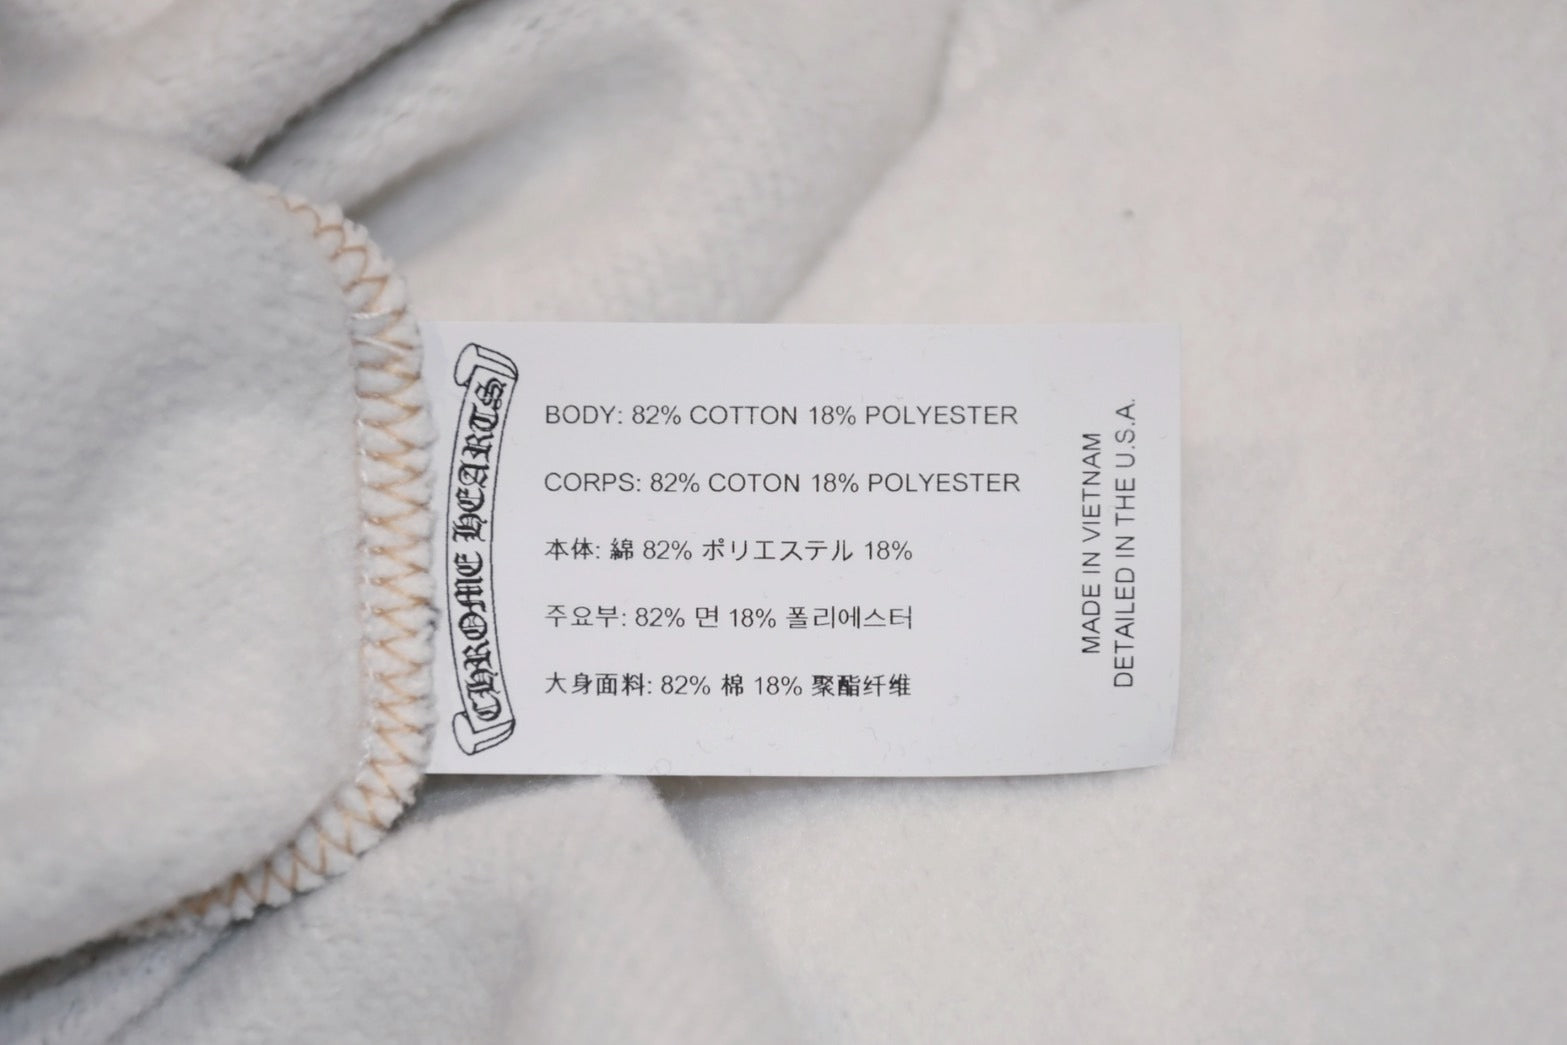 CHROME HEARTS
BODY: 82% COTTON 18% POLYESTER
CORPS: 82% COTON 18% POLYESTER
本体: 綿 82% ポリエステル 18%
주요부: 82% 면 18% 폴리에스터
大身面料: 82% 棉 18% 聚酯纤维
MADE IN VIETNAM
DETAILED IN THE U.S.A.